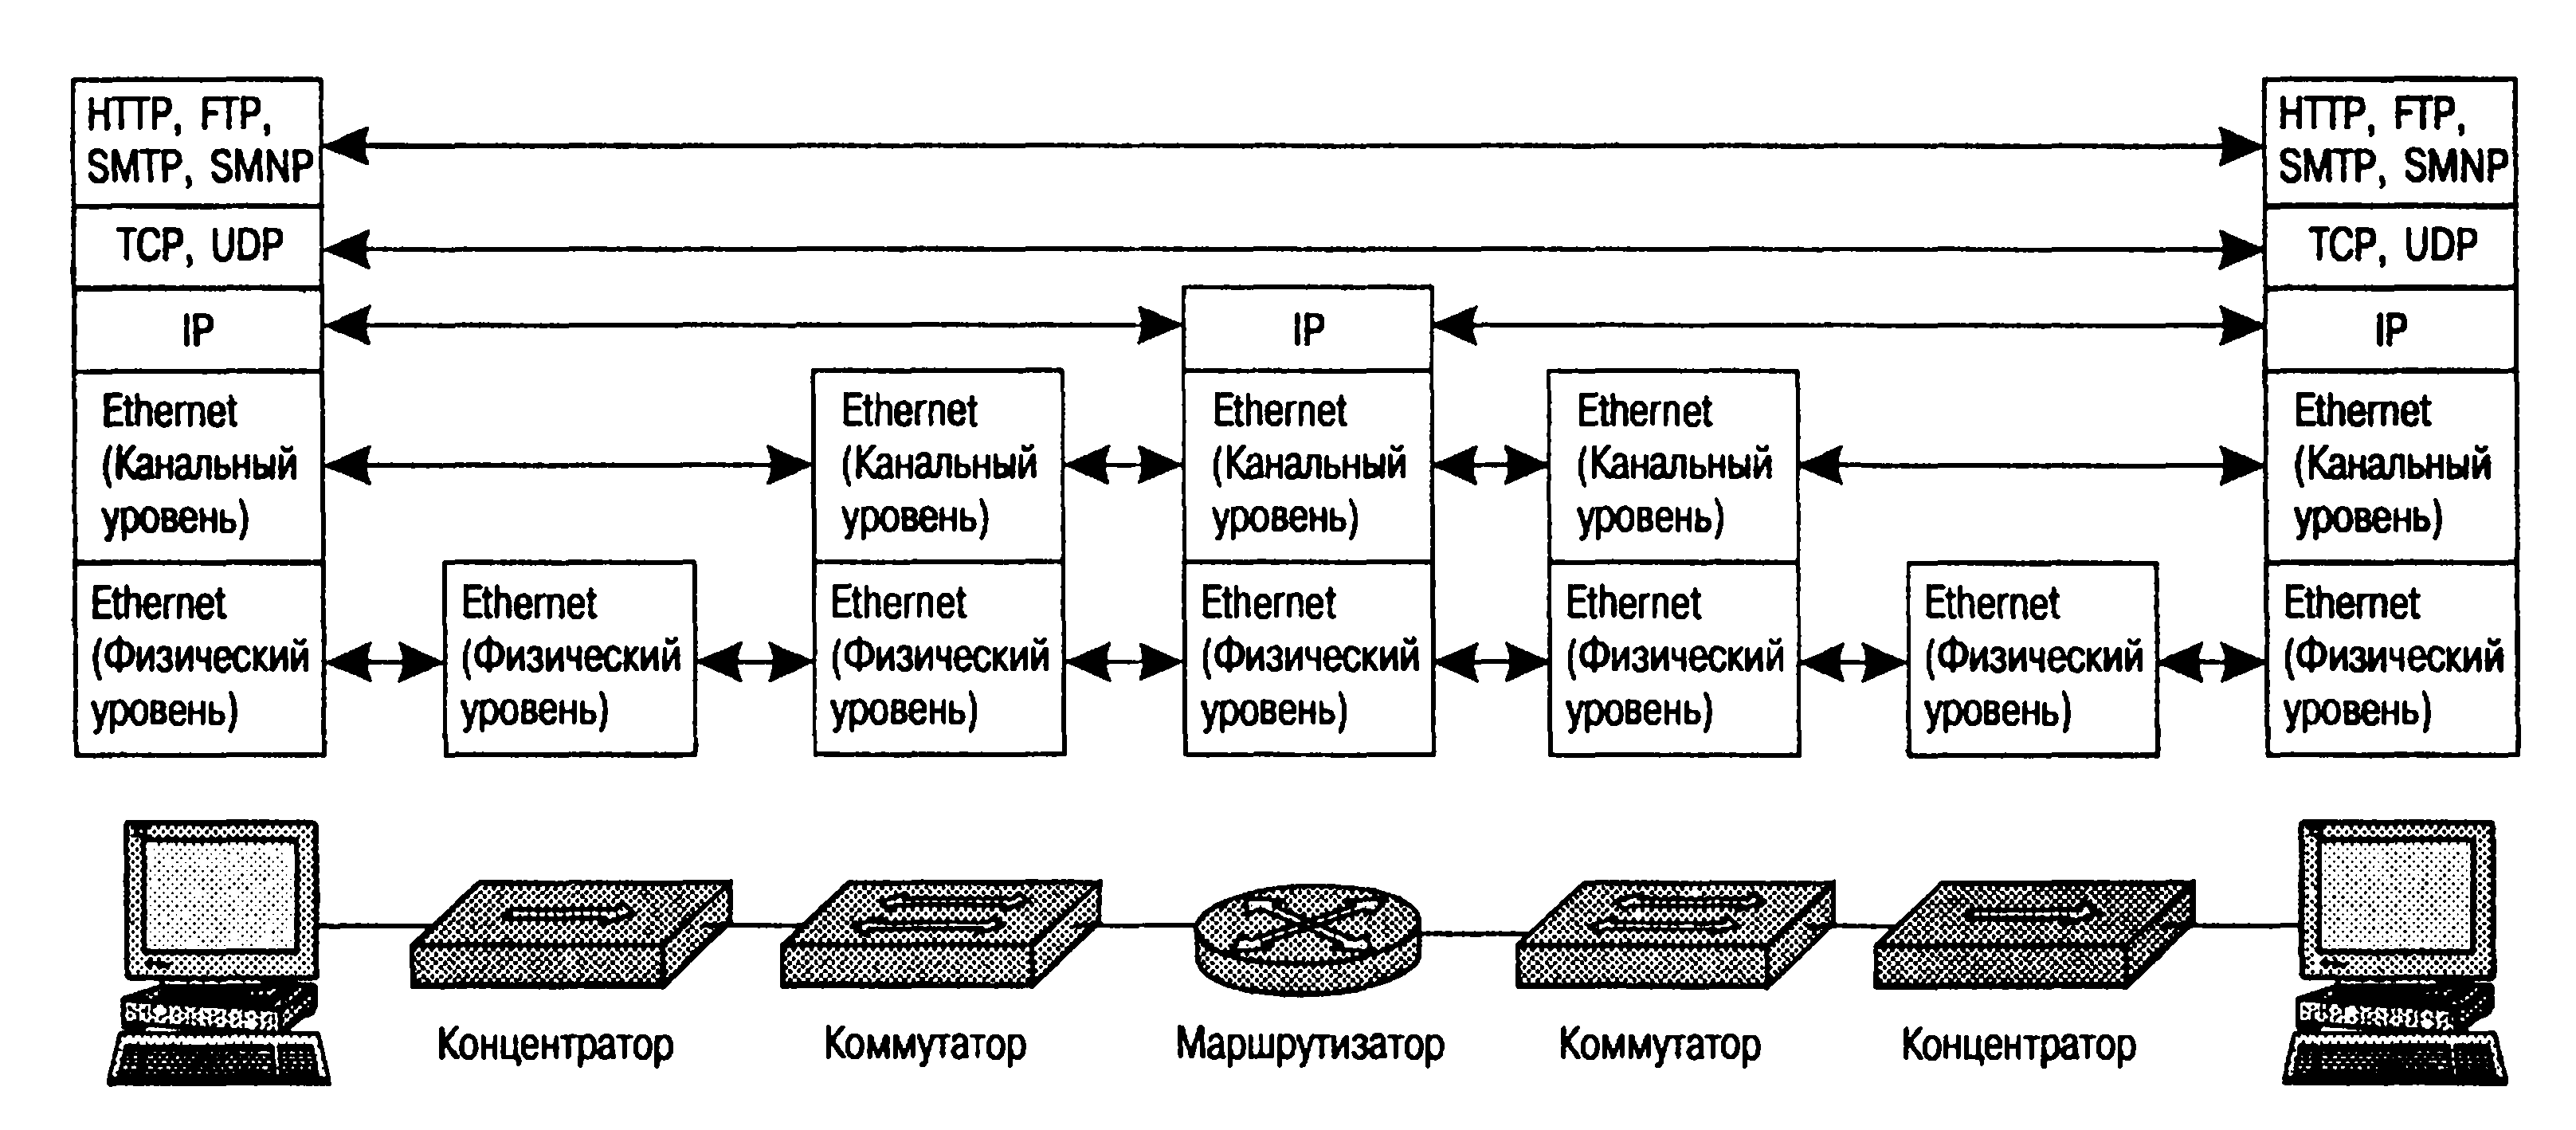 HTTP, FTP,
SMTP, SMNP
HTTP, FTP,
SMTP, SMNP
TCP, UDP
TCP, UDP
IP
IP
IP
Ethernet
(Канальный
уровень)
Ethernet
(Канальный
уровень)
Ethernet
(Канальный
уровень)
Ethernet
(Канальный
уровень)
Ethernet
(Канальный
уровень)
Ethernet
(Физический
уровень)
Ethernet
(Физический
уровень)
Ethernet
(Физический
уровень)
Ethernet
(Физический
уровень)
Ethernet
(Физический
уровень)
Ethernet
(Физический
уровень)
Ethernet
(Физический
уровень)
Концентратор
Коммутатор
Маршрутизатор
Коммутатор
Концентратор